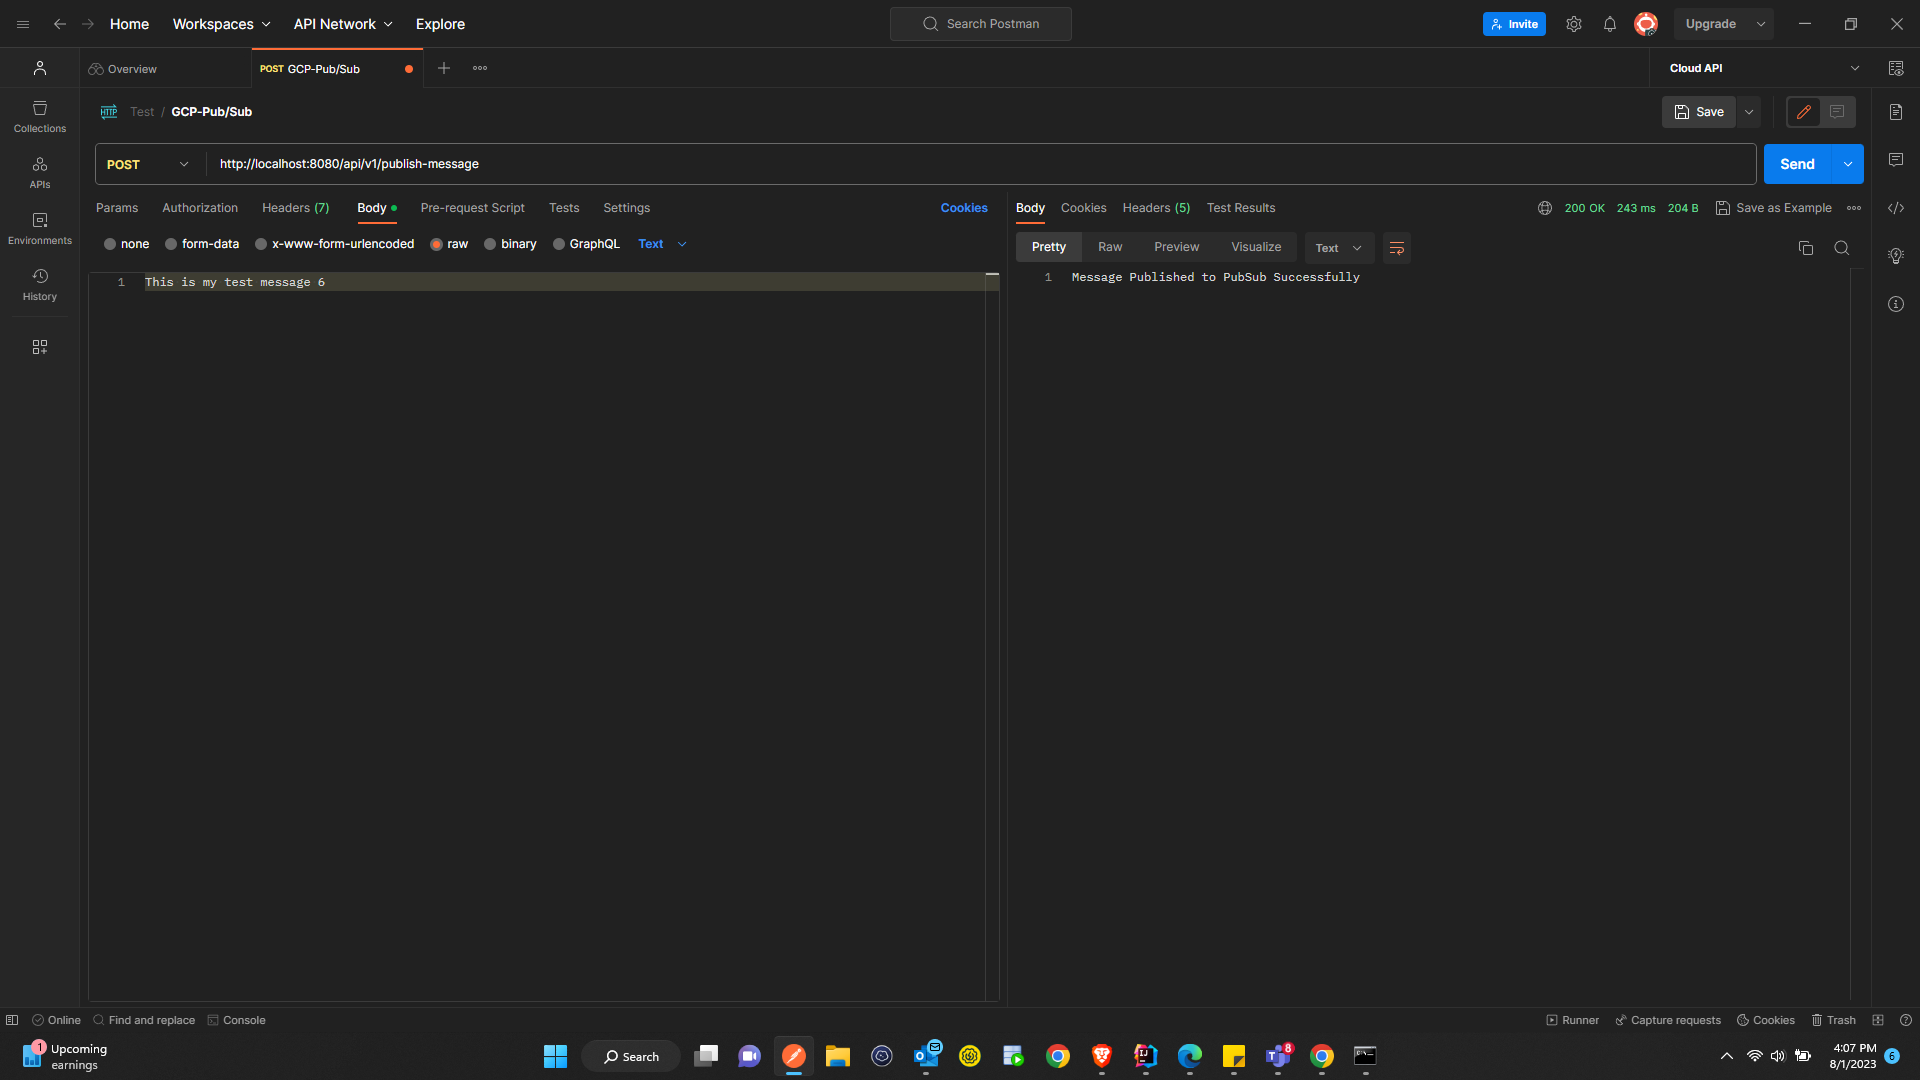 Home Workspaces API Network Explore Search Postman Invite Upgrade
Overview POST GCP-Pub/Sub Cloud API
HTTP Test / GCP-Pub/Sub Save
POST http://localhost:8080/api/v1/publish-message Send
Collections
APIs
Environments
History
Params Authorization Headers (7) Body Pre-request Script Tests Settings Cookies
none form-data x-www-form-urlencoded raw binary GraphQL Text
1 This is my test message 6
Body Cookies Headers (5) Test Results 200 OK 243 ms 204 B Save as Example
Pretty Raw Preview Visualize Text
1 Message Published to PubSub Successfully
Online Find and replace Console Runner Capture requests Cookies Trash
1 Upcoming
earnings
Search
8
4:07 PM
8/1/2023
6